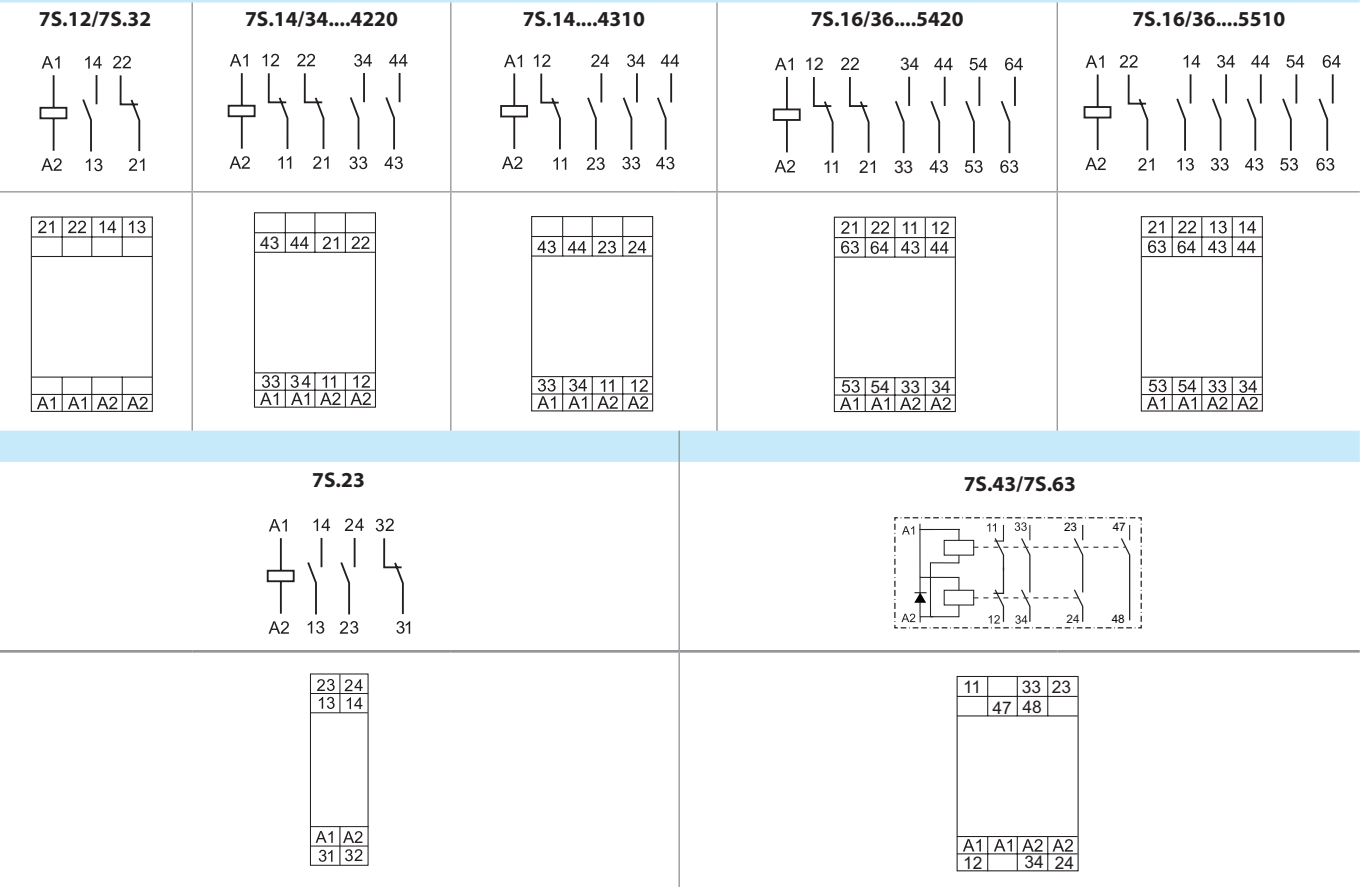 7S.12/7S.32
A1 14 22
A2 13 21
21 22 14 13
A1 A1 A2 A2
7S.14/34....4220
A1 12 22 34 44
A2 11 21 33 43
43 44 21 22
33 34 11 12
A1 A1 A2 A2
7S.14....4310
A1 12 24 34 44
A2 11 23 33 43
43 44 23 24
33 34 11 12
A1 A1 A2 A2
7S.16/36....5420
A1 12 22 34 44 54 64
A2 11 21 33 43 53 63
21 22 11 12
63 64 43 44
53 54 33 34
A1 A1 A2 A2
7S.16/36....5510
A1 22 14 34 44 54 64
A2 21 13 33 43 53 63
21 22 13 14
63 64 43 44
53 54 33 34
A1 A1 A2 A2
7S.23
A1 14 24 32
A2 13 23 31
23 24
13 14
A1 A2
31 32
7S.43/7S.63
A1 11 33 23 47
A2 12 34 24 48
11 33 23
47 48
A1 A1 A2 A2
12 34 24